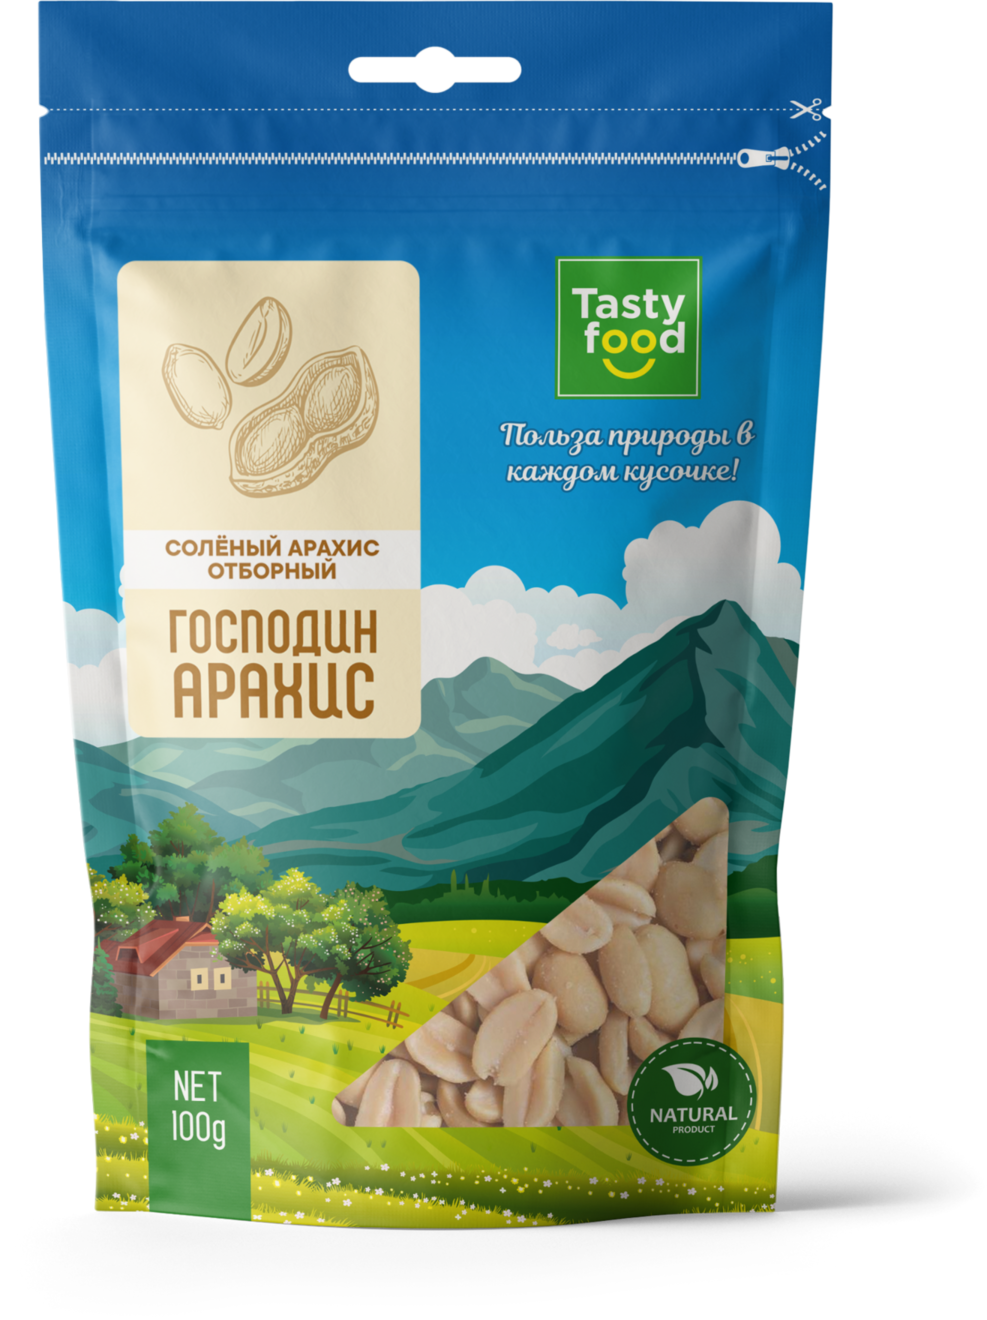 Tasty
food
Польза природы в
каждом кусочке!
СОЛЁНЫЙ АРАХИС
ОТБОРНЫЙ
ГОСПОДИН
АРАХИС
NET
100g
NATURAL
PRODUCT